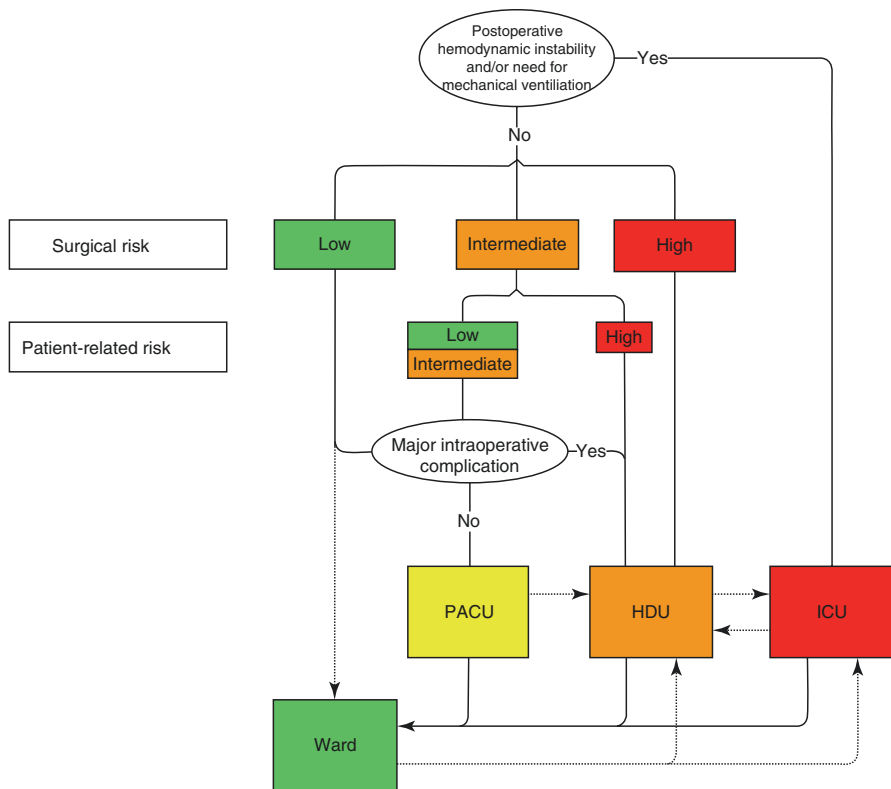 Postoperative
hemodynamic instability
and/or need for
mechanical ventiliation
Yes
No
Surgical risk
Low
Intermediate
High
Patient-related risk
Low
Intermediate
High
Major intraoperative
complication
Yes
No
PACU
HDU
ICU
Ward